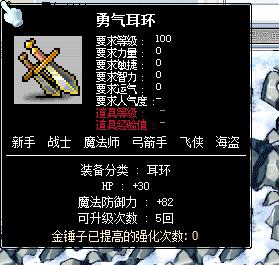 勇气耳环
要求等级： 100
要求力量： 0
要求敏捷： 0
要求智力： 0
要求运气： 0
要求人气度： -
道具等级： -
道具经验值： -
新手 战士 魔法师 弓箭手 飞侠 海盗
装备分类 : 耳环
HP : +30
魔法防御力 : +82
可升级次数 : 5回
金锤子已提高的强化次数: 0